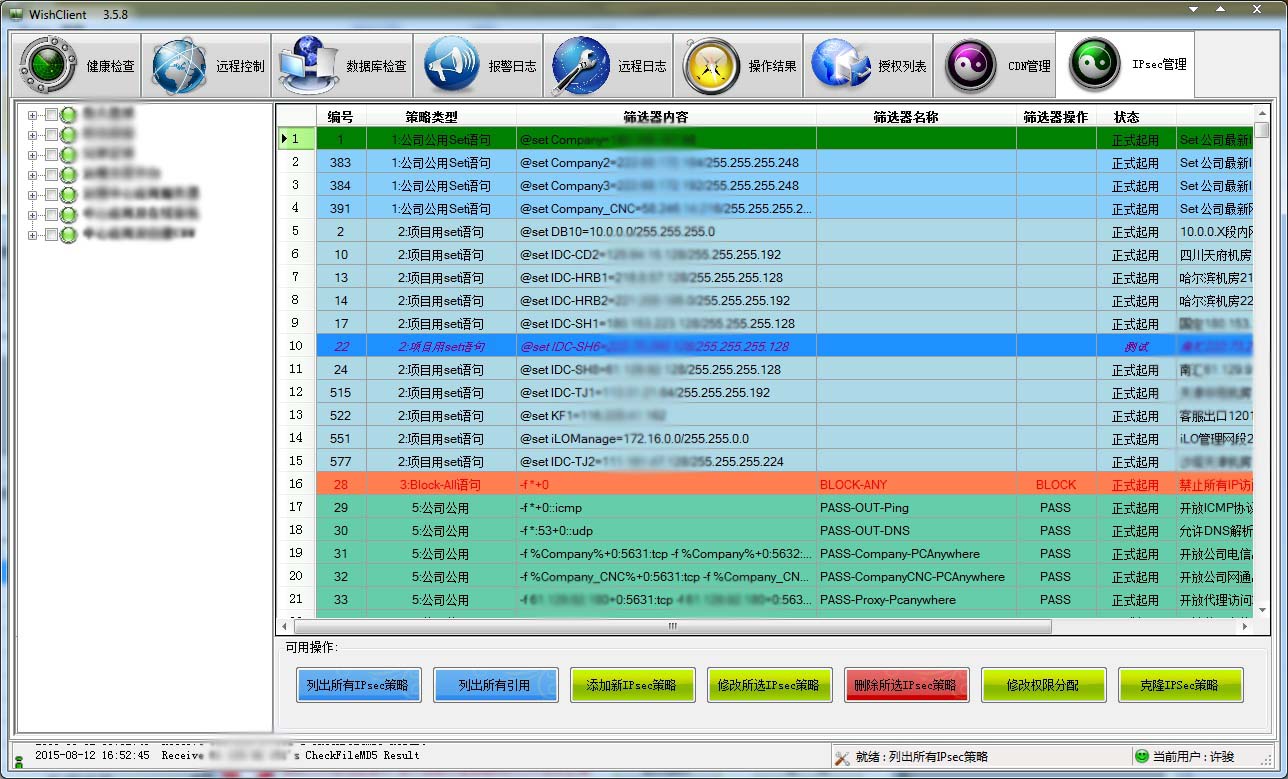 WishClient 3.5.8
健康检查 远程控制 数据库检查 报警日志 远程日志 操作结果 授权列表 CDN管理 IPsec管理
编号 策略类型 筛选器内容 筛选器名称 筛选器操作 状态
1 1 1:公司公用Set语句 @set Company= 正式起用 Set 公司最新
2 383 1:公司公用Set语句 @set Company2= /255.255.255.248 正式起用 Set 公司最新
3 384 1:公司公用Set语句 @set Company3= /255.255.255.248 正式起用 Set 公司最新
4 391 1:公司公用Set语句 @set Company_CNC= /255.255.255.2... 正式起用 Set 公司最新
5 2 2:项目用set语句 @set DB10=10.0.0.0/255.255.255.0 正式起用 10.0.0.X段内
6 10 2:项目用set语句 @set IDC-CD2= /255.255.255.192 正式起用 四川天府机房
7 13 2:项目用set语句 @set IDC-HRB1= /255.255.255.128 正式起用 哈尔滨机房21
8 14 2:项目用set语句 @set IDC-HRB2= /255.255.255.192 正式起用 哈尔滨机房22
9 17 2:项目用set语句 @set IDC-SH1= /255.255.255.128 正式起用
10 22 2:项目用set语句 @set IDC-SH6= /255.255.255.128 测试
11 24 2:项目用set语句 @set IDC-SH8= /255.255.255.128 正式起用 南汇
12 515 2:项目用set语句 @set IDC-TJ1= /255.255.255.192 正式起用
13 522 2:项目用set语句 @set KF1= 正式起用 客服出口1201
14 551 2:项目用set语句 @set iLOManage=172.16.0.0/255.255.0.0 正式起用 iLO管理网段2
15 577 2:项目用set语句 @set IDC-TJ2= /255.255.255.224 正式起用
16 28 3:Block-All语句 -f *+0 BLOCK-ANY BLOCK 正式起用 禁止所有IP访
17 29 5:公司公用 -f *+0::icmp PASS-OUT-Ping PASS 正式起用 开放ICMP协议
18 30 5:公司公用 -f *:53+0::udp PASS-OUT-DNS PASS 正式起用 允许DNS解析
19 31 5:公司公用 -f %Company%+0:5631:tcp -f %Company%+0:5632:... PASS-Company-PCAnywhere PASS 正式起用 开放公司电信
20 32 5:公司公用 -f %Company_CNC%+0:5631:tcp -f %Company_CN... PASS-CompanyCNC-PCAnywhere PASS 正式起用 开放公司网通
21 33 5:公司公用 -f +0:5631:tcp -f +0:563... PASS-Proxy-Pcanywhere PASS 正式起用 开放代理访问
可用操作:
列出所有IPsec策略 列出所有引用 添加新IPsec策略 修改所选IPsec策略 删除所选IPsec策略 修改权限分配 克隆IPSec策略
2015-08-12 16:52:45 Receive 's CheckFileMD5 Result 就绪:列出所有IPsec策略 当前用户:许骏